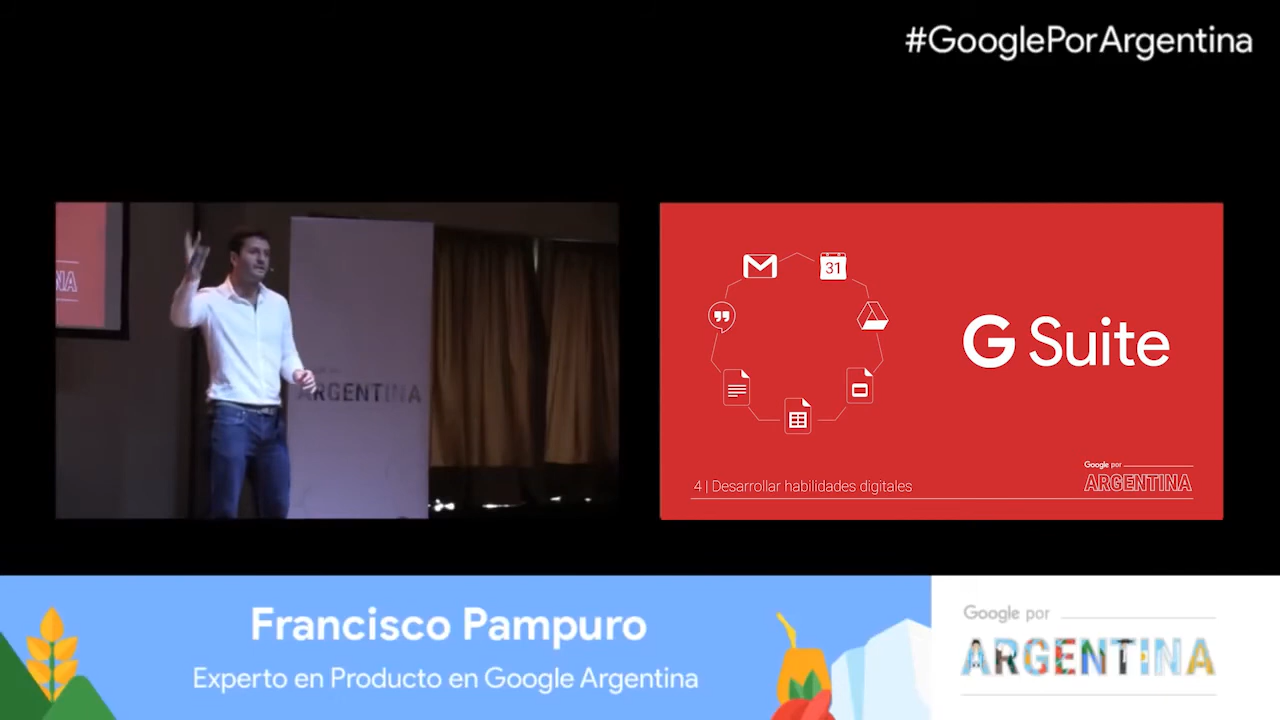 #GooglePorArgentina
NA
ARGENTINA
31
G Suite
4 | Desarrollar habilidades digitales
Google por
ARGENTINA
Francisco Pampuro
Experto en Producto en Google Argentina
Google por
ARGENTINA